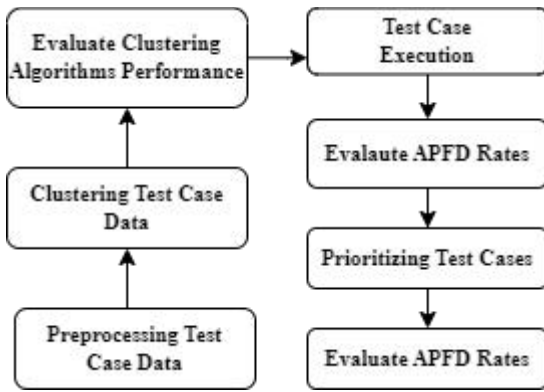 Evaluate Clustering
Algorithms Performance
Test Case
Execution
Clustering Test Case
Data
Evalaute APFD Rates
Prioritizing Test Cases
Preprocessing Test
Case Data
Evaluate APFD Rates